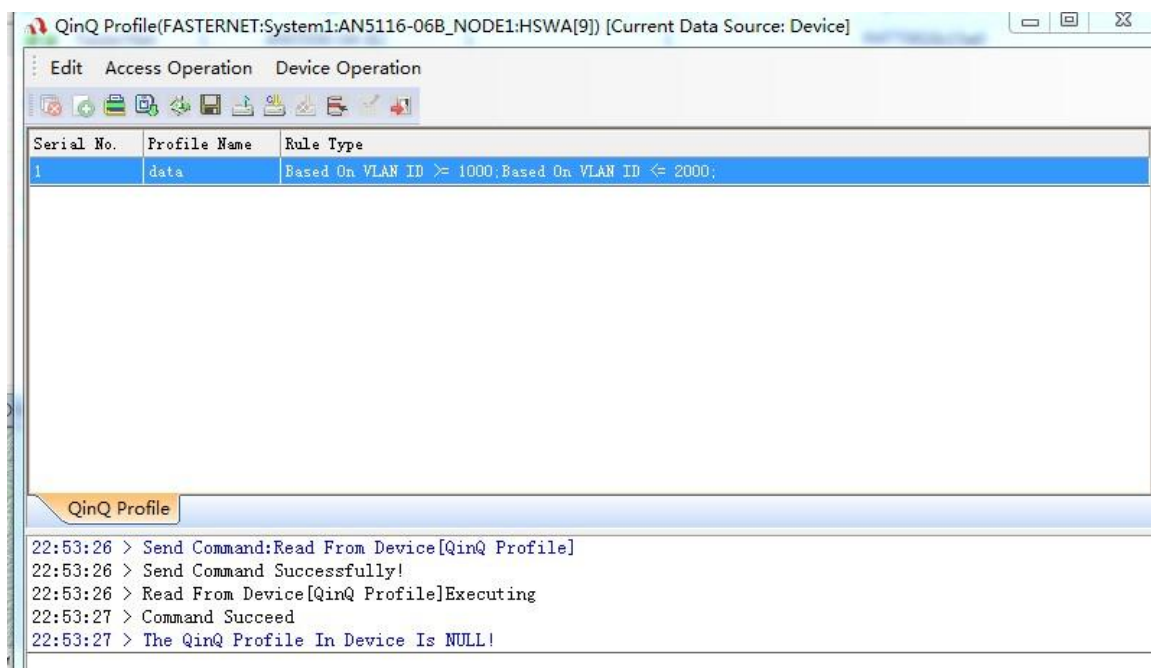 QinQ Profile(FASTERNET:System1:AN5116-06B_NODE1:HSWA[9]) [Current Data Source: Device]
Edit Access Operation Device Operation
Serial No. Profile Name Rule Type
1 data Based On VLAN ID >= 1000;Based On VLAN ID <= 2000;
QinQ Profile
22:53:26 > Send Command:Read From Device[QinQ Profile]
22:53:26 > Send Command Successfully!
22:53:26 > Read From Device[QinQ Profile]Executing
22:53:27 > Command Succeed
22:53:27 > The QinQ Profile In Device Is NULL!